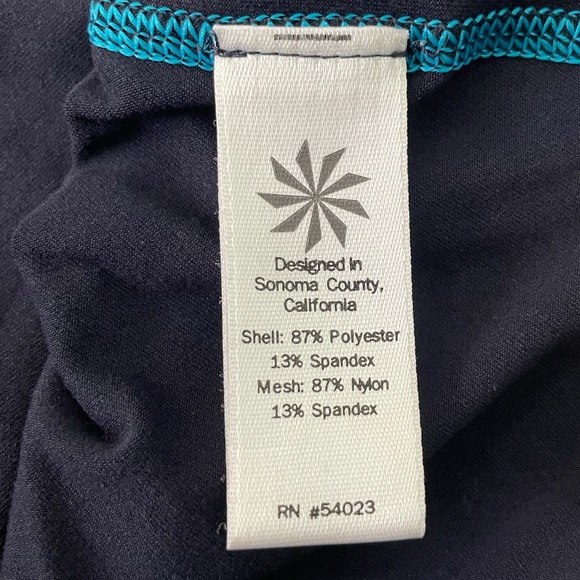 Designed in
Sonoma County,
California
Shell: 87% Polyester
13% Spandex
Mesh: 87% Nylon
13% Spandex
RN #54023